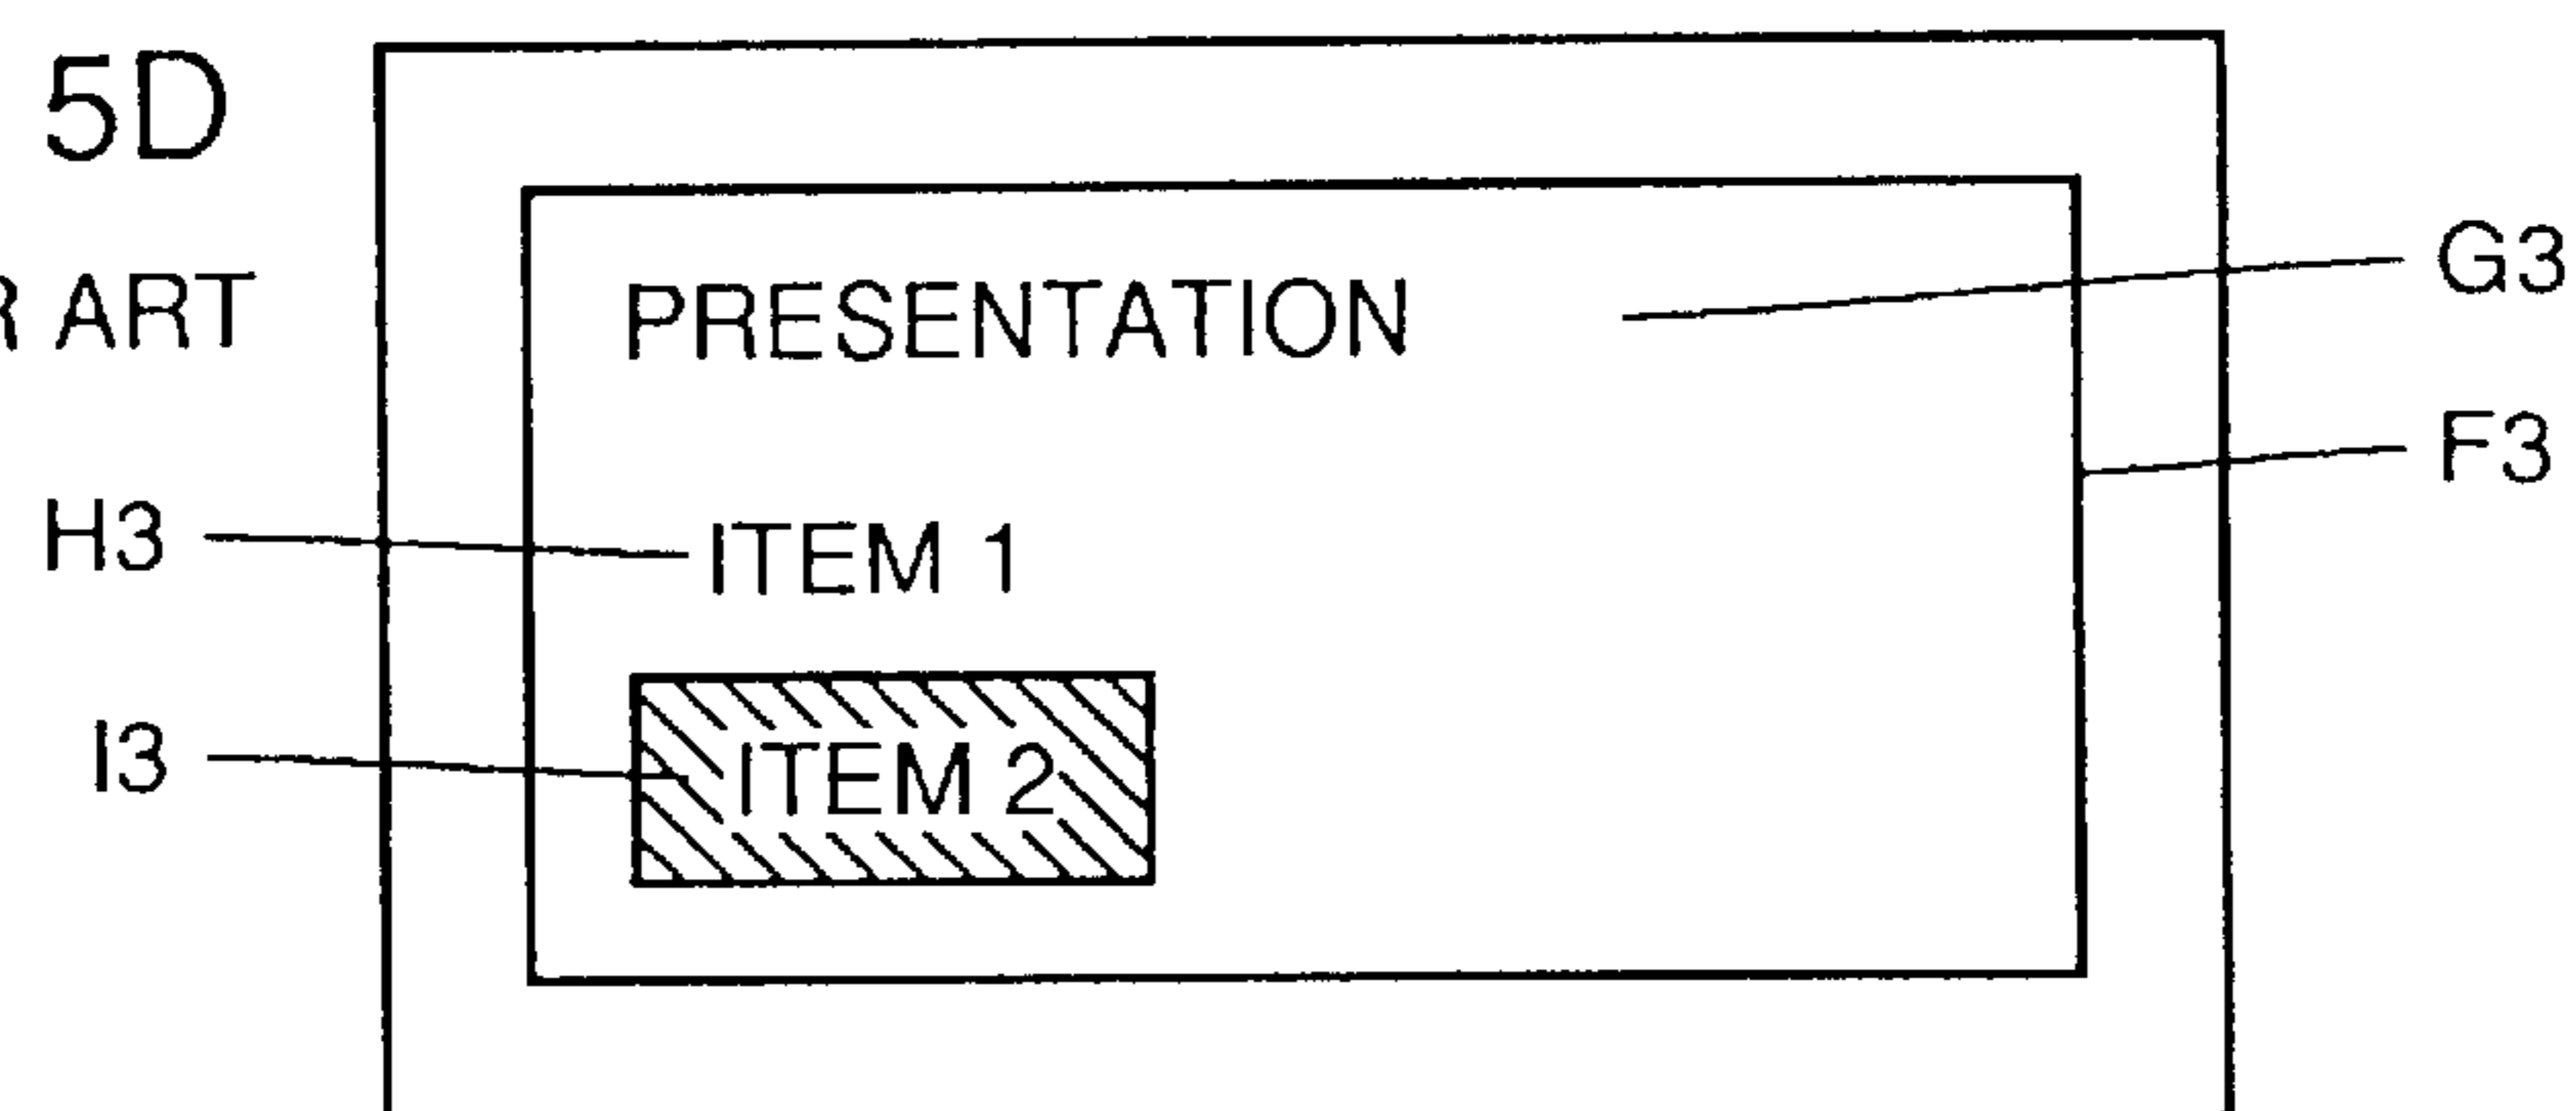 5D
G3
R ART
PRESENTATION
F3
H3
ITEM 1
I3
ITEM 2